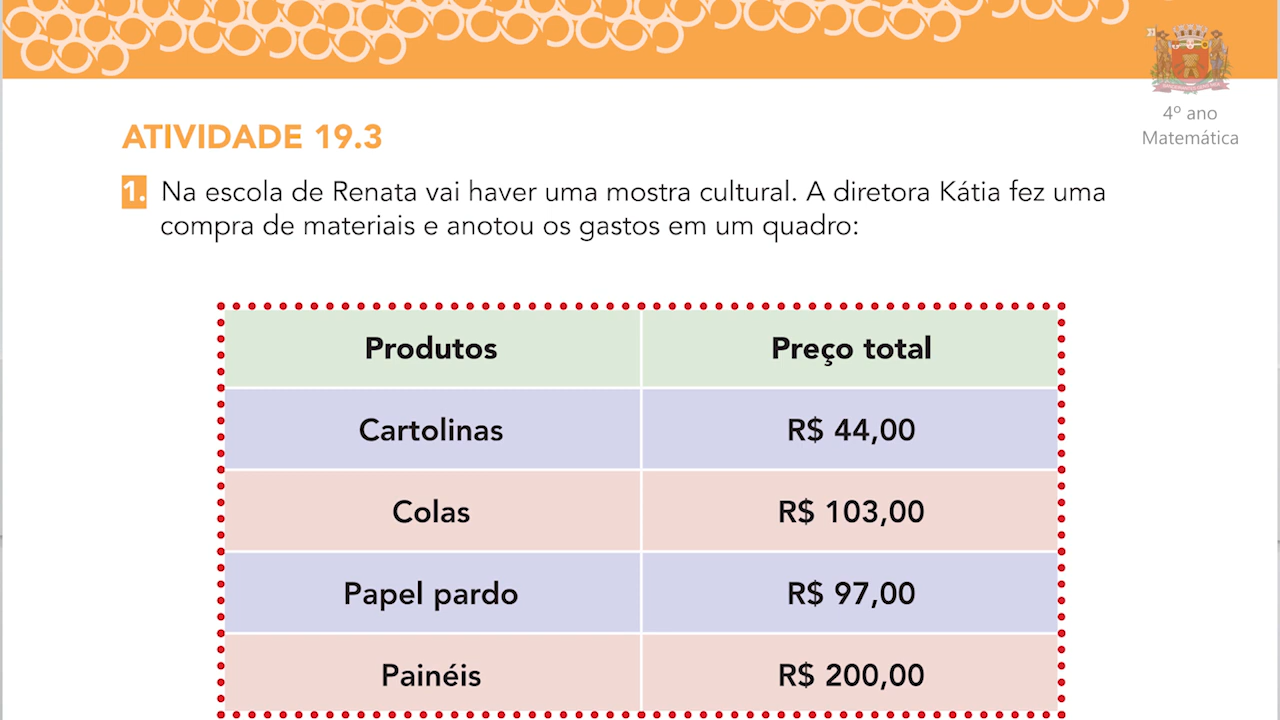 4º ano
Matemática
ATIVIDADE 19.3
1. Na escola de Renata vai haver uma mostra cultural. A diretora Kátia fez uma
compra de materiais e anotou os gastos em um quadro:
Produtos Preço total
Cartolinas R$ 44,00
Colas R$ 103,00
Papel pardo R$ 97,00
Painéis R$ 200,00